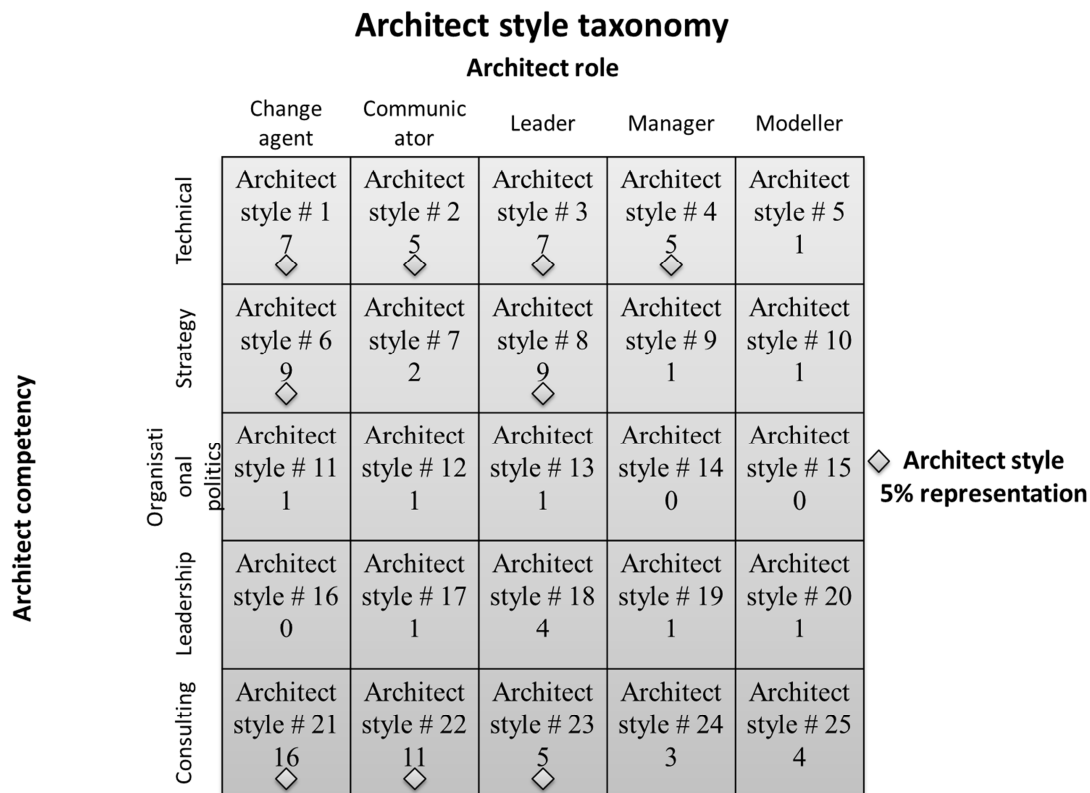 Architect style taxonomy
Architect role
Change
agent
Communic
ator
Leader
Manager
Modeller
Architect competency
Technical
Architect
style # 1
7
Architect
style # 2
5
Architect
style # 3
7
Architect
style # 4
5
Architect
style # 5
1
Strategy
Architect
style # 6
9
Architect
style # 7
2
Architect
style # 8
9
Architect
style # 9
1
Architect
style # 10
1
Organisati
onal
politics
Architect
style # 11
1
Architect
style # 12
1
Architect
style # 13
1
Architect
style # 14
0
Architect
style # 15
0
Leadership
Architect
style # 16
0
Architect
style # 17
1
Architect
style # 18
4
Architect
style # 19
1
Architect
style # 20
1
Consulting
Architect
style # 21
16
Architect
style # 22
11
Architect
style # 23
5
Architect
style # 24
3
Architect
style # 25
4
Architect style
5% representation